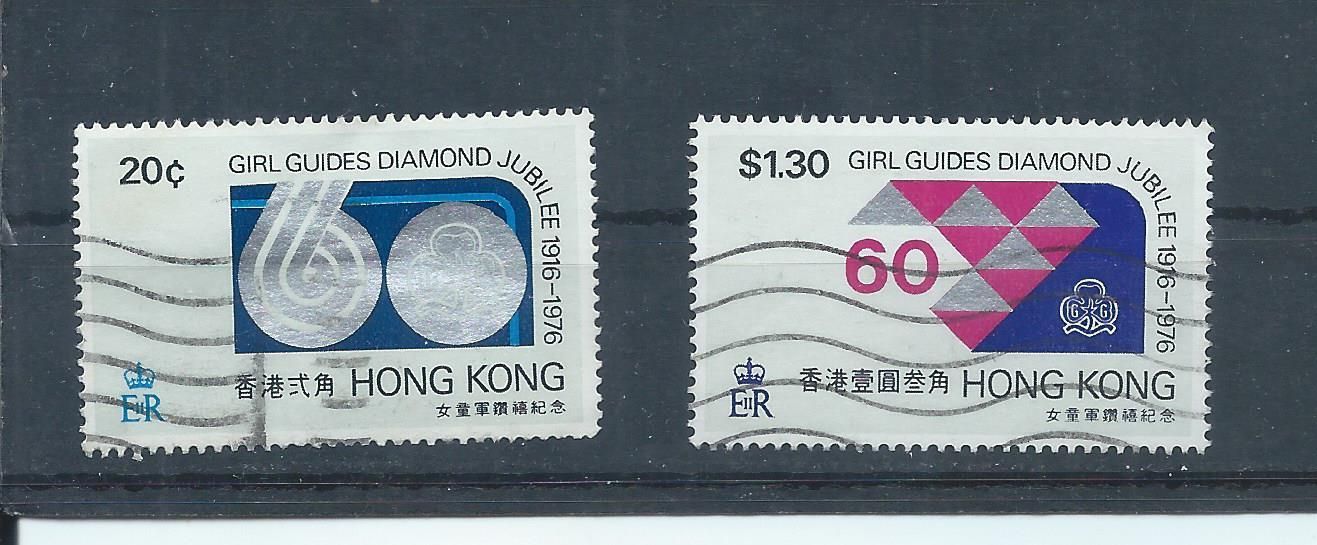 20¢
GIRL GUIDES DIAMOND JUBILEE 1916–1976
60
EIIR
香港弍角 HONG KONG
女童軍鑽禧紀念
$1.30
GIRL GUIDES DIAMOND JUBILEE 1916–1976
60
G G
EIIR
香港壹圓叁角 HONG KONG
女童軍鑽禧紀念